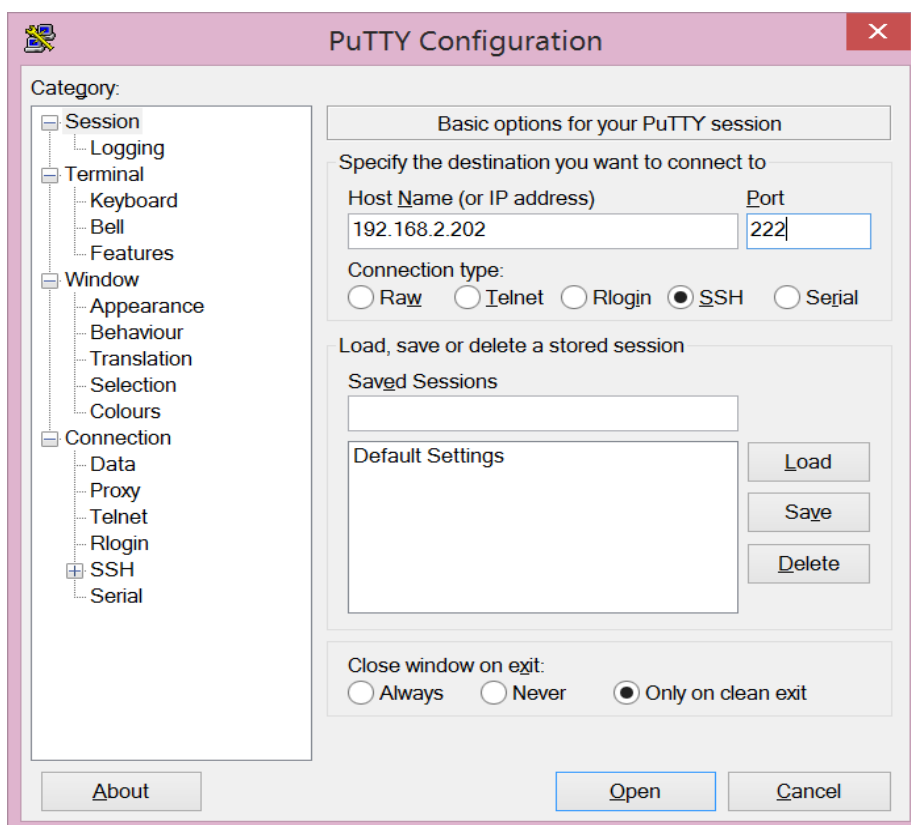 PuTTY Configuration
Category:
Session
Logging
Terminal
Keyboard
Bell
Features
Window
Appearance
Behaviour
Translation
Selection
Colours
Connection
Data
Proxy
Telnet
Rlogin
SSH
Serial
Basic options for your PuTTY session
Specify the destination you want to connect to
Host Name (or IP address) Port
192.168.2.202 222
Connection type:
Raw Telnet Rlogin SSH Serial
Load, save or delete a stored session
Saved Sessions
Default Settings
Load
Save
Delete
Close window on exit:
Always Never Only on clean exit
About Open Cancel